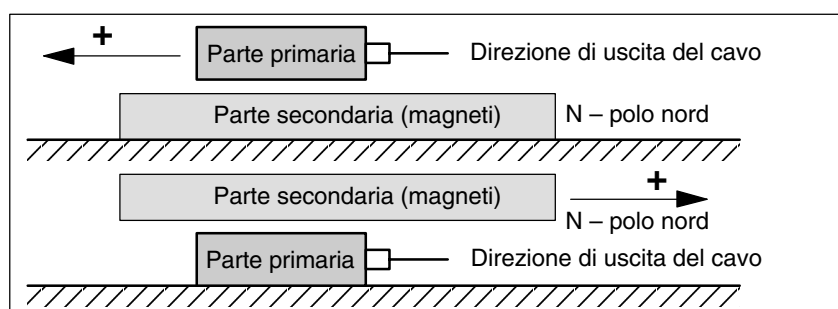 +
Parte primaria
Direzione di uscita del cavo
Parte secondaria (magneti)
N – polo nord
Parte secondaria (magneti)
+
N – polo nord
Parte primaria
Direzione di uscita del cavo